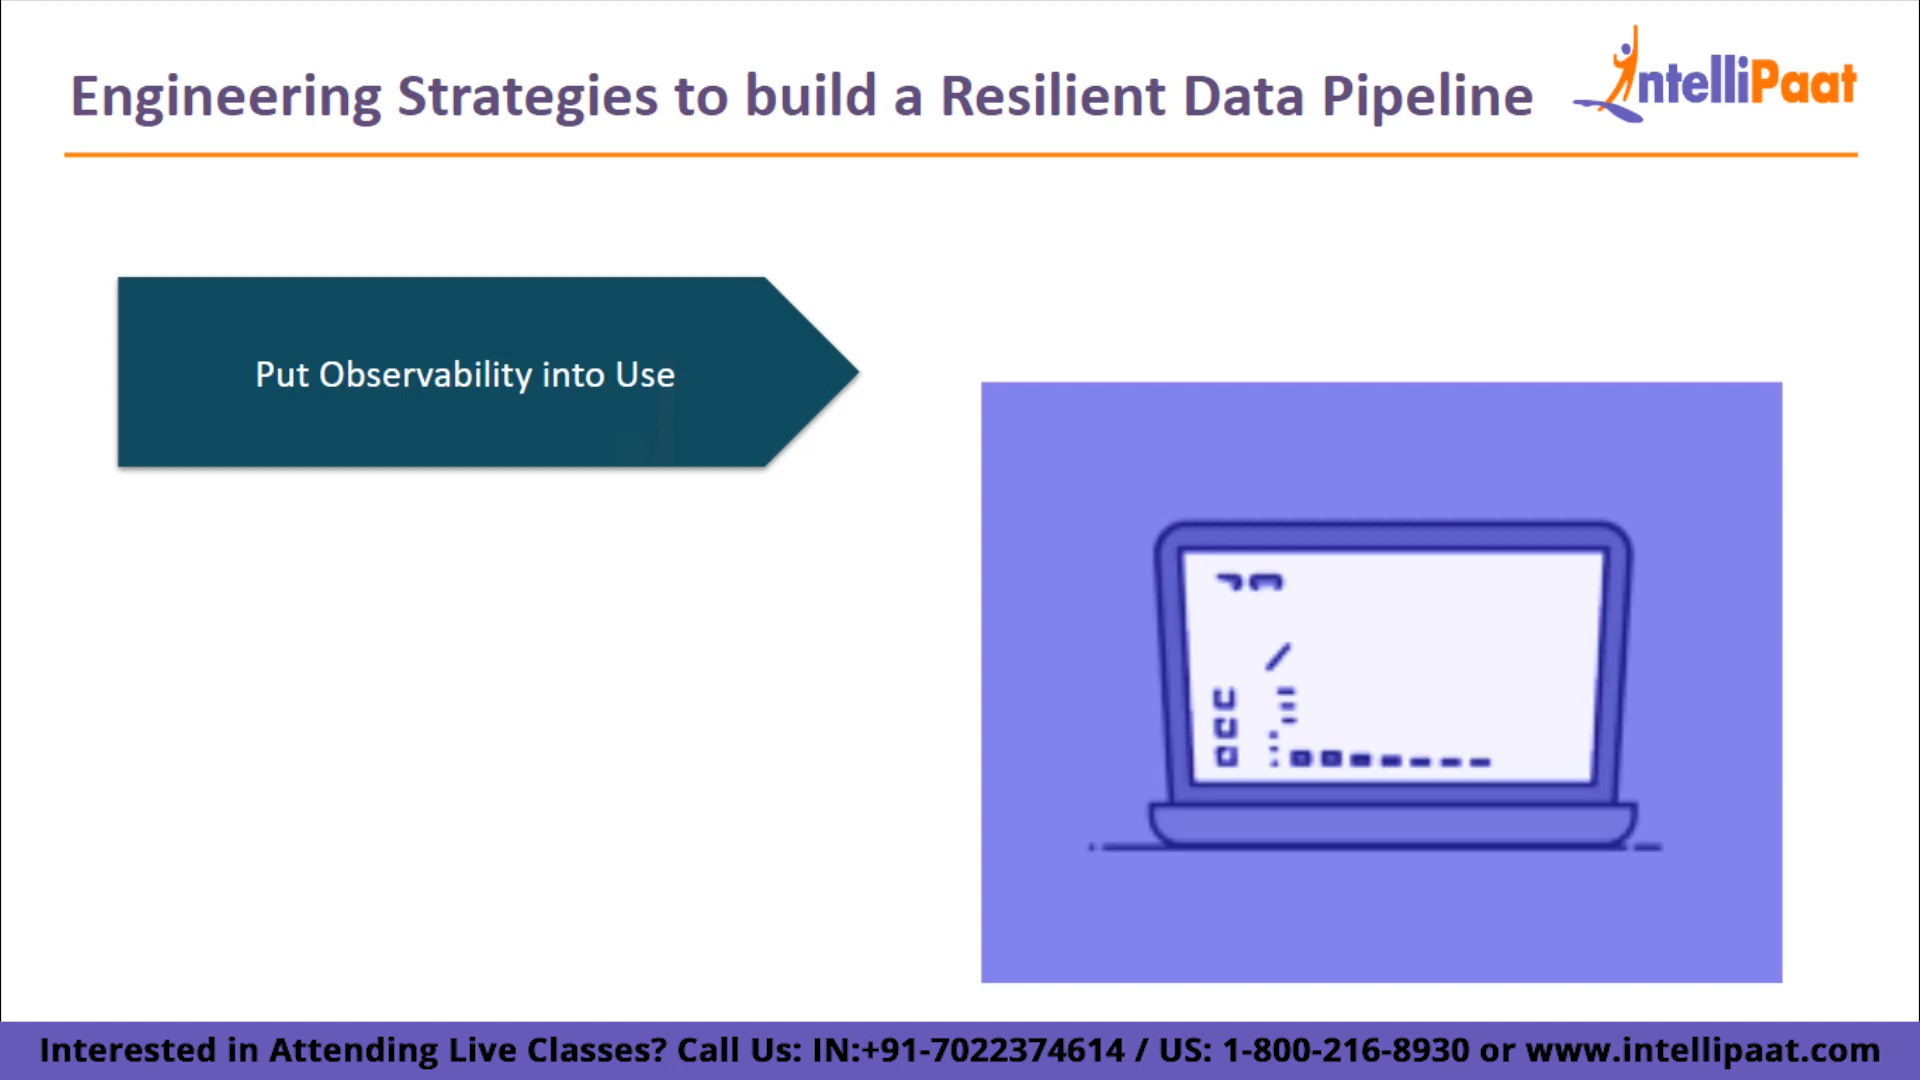 Engineering Strategies to build a Resilient Data Pipeline
IntelliPaat
Put Observability into Use
Interested in Attending Live Classes? Call Us: IN:+91-7022374614 / US: 1-800-216-8930 or www.intellipaat.com